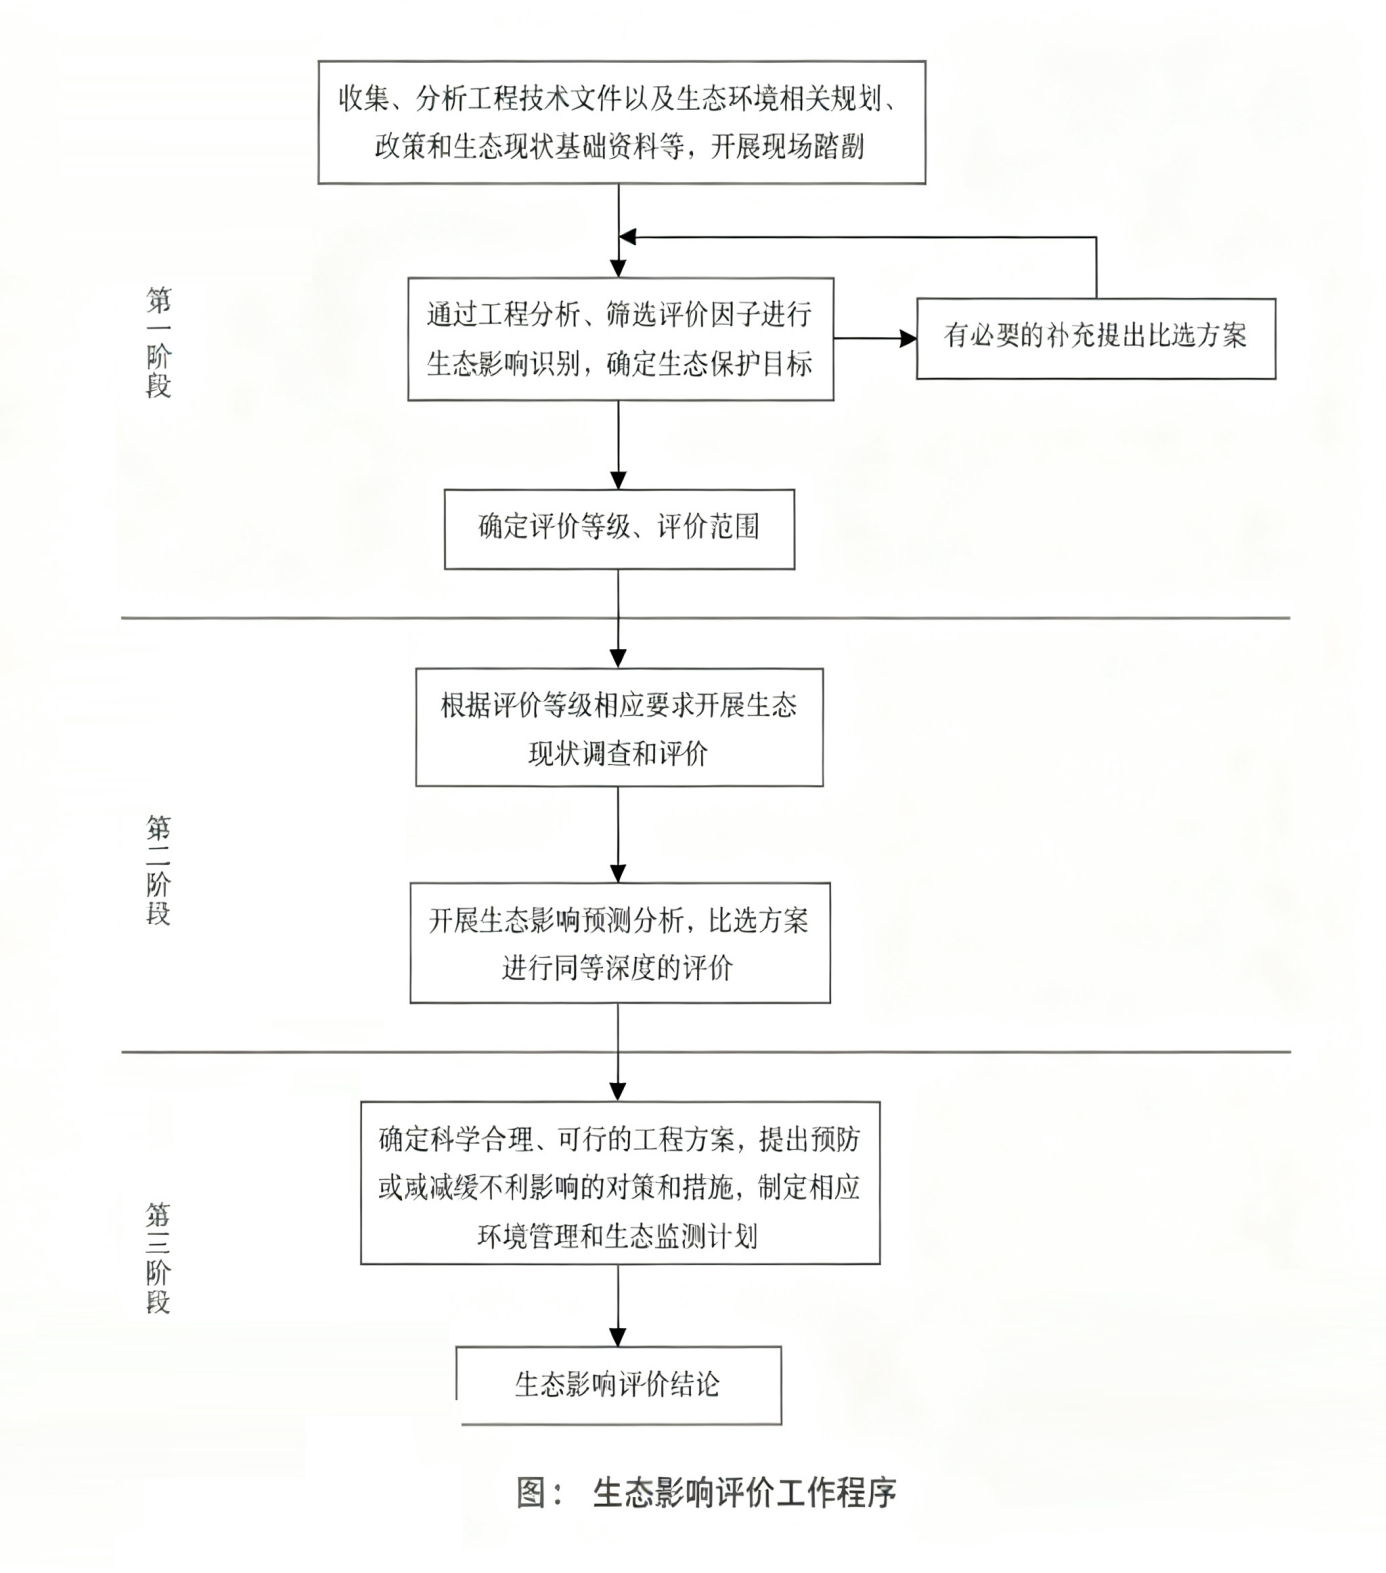 收集、分析工程技术文件以及生态环境相关规划、
政策和生态现状基础资料等，开展现场踏勘
第一阶段
通过工程分析、筛选评价因子进行
生态影响识别，确定生态保护目标
有必要的补充提出比选方案
确定评价等级、评价范围
根据评价等级相应要求开展生态
现状调查和评价
第二阶段
开展生态影响预测分析，比选方案
进行同等深度的评价
确定科学合理、可行的工程方案，提出预防
或减缓不利影响的对策和措施，制定相应
环境管理和生态监测计划
第三阶段
生态影响评价结论
图： 生态影响评价工作程序